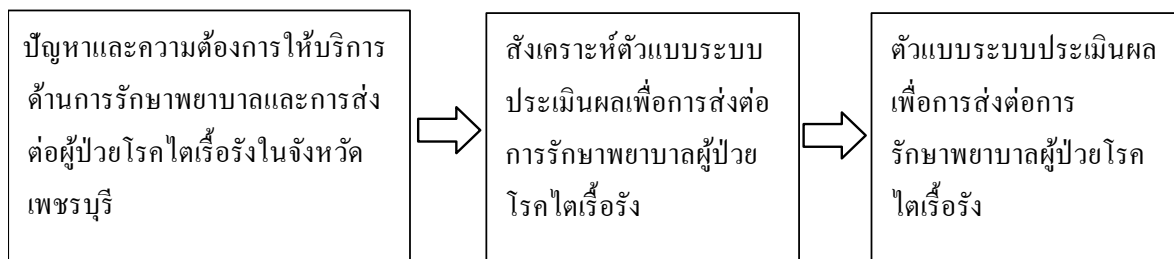 ปัญหาและความต้องการให้บริการ
ด้านการรักษาพยาบาลและการส่ง
ต่อผู้ป่วยโรคไตเรื้อรังในจังหวัด
เพชรบุรี
สังเคราะห์ตัวแบบระบบ
ประเมินผลเพื่อการส่งต่อ
การรักษาพยาบาลผู้ป่วย
โรคไตเรื้อรัง
ตัวแบบระบบประเมินผล
เพื่อการส่งต่อการ
รักษาพยาบาลผู้ป่วยโรค
ไตเรื้อรัง